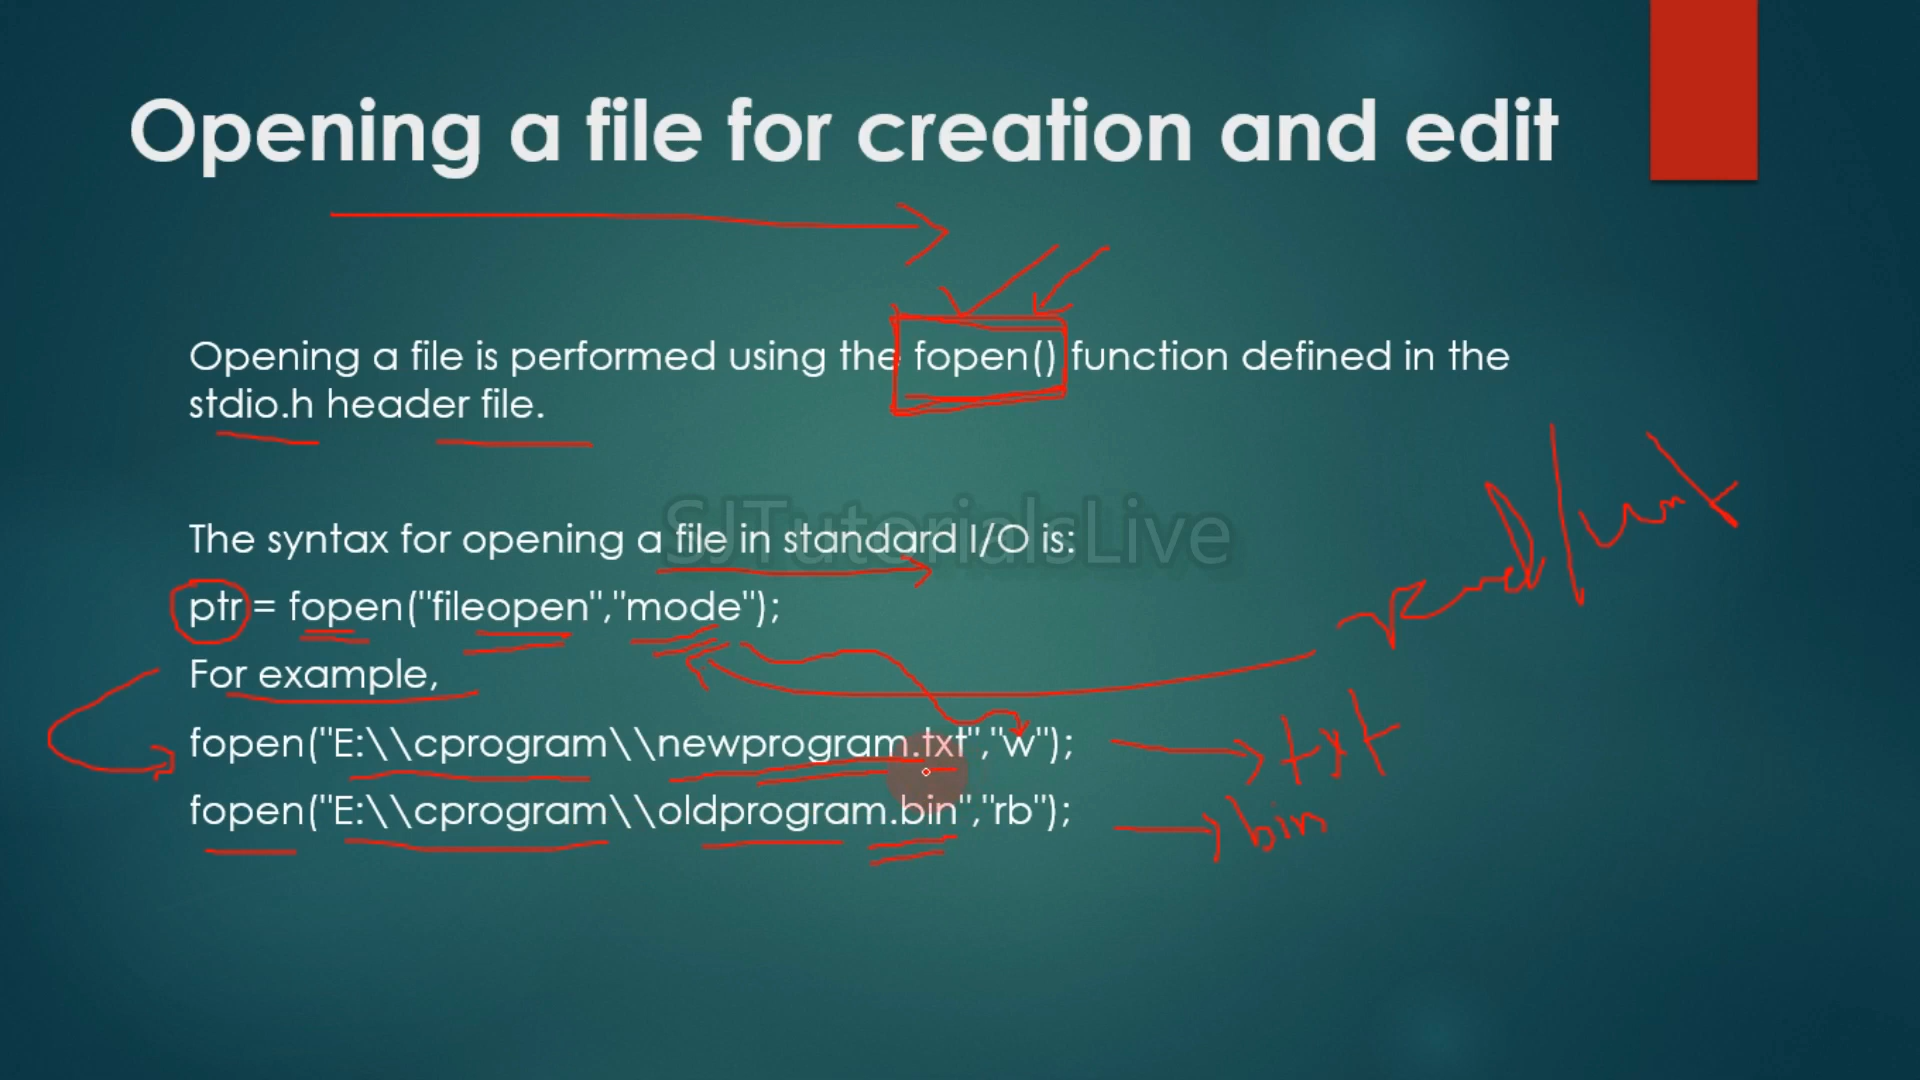 Opening a file for creation and edit
Opening a file is performed using the fopen() function defined in the
stdio.h header file.
SJTutorialsLive
The syntax for opening a file in standard I/O is:
ptr = fopen("fileopen","mode");
For example,
fopen("E:\\cprogram\\newprogram.txt","w");
txt
fopen("E:\\cprogram\\oldprogram.bin","rb");
bin